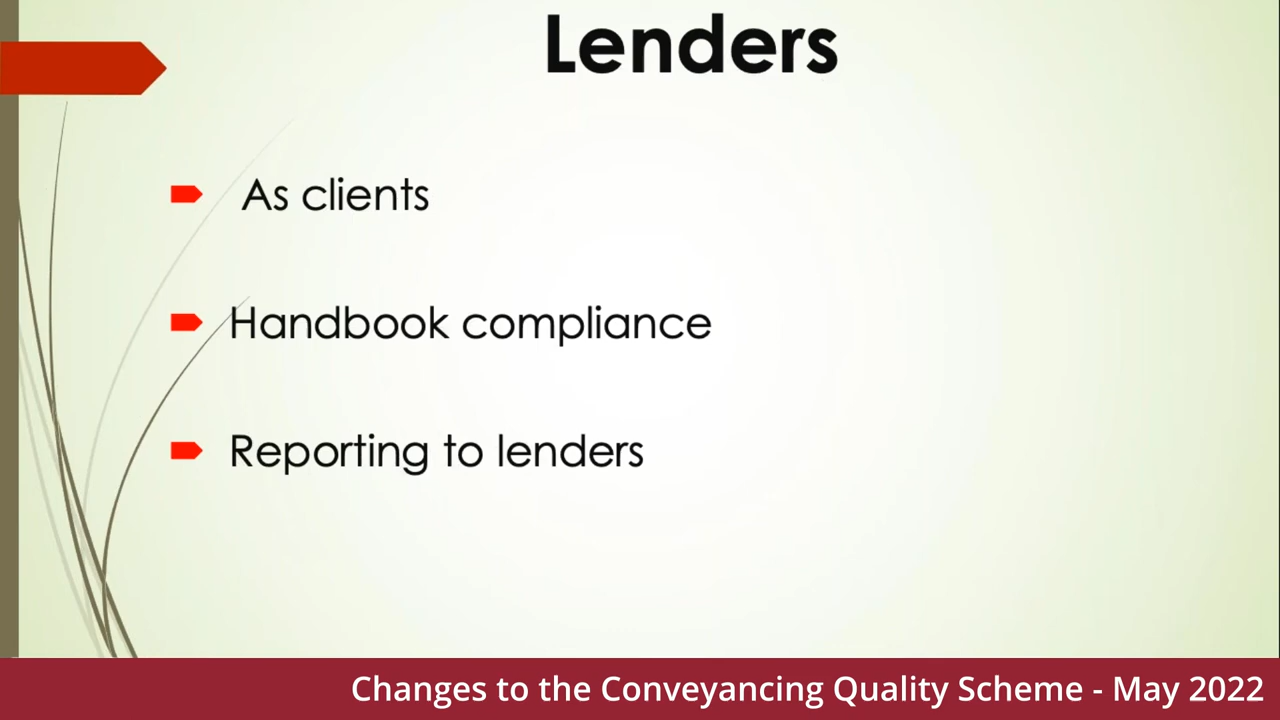 Lenders
As clients
Handbook compliance
Reporting to lenders
Changes to the Conveyancing Quality Scheme - May 2022